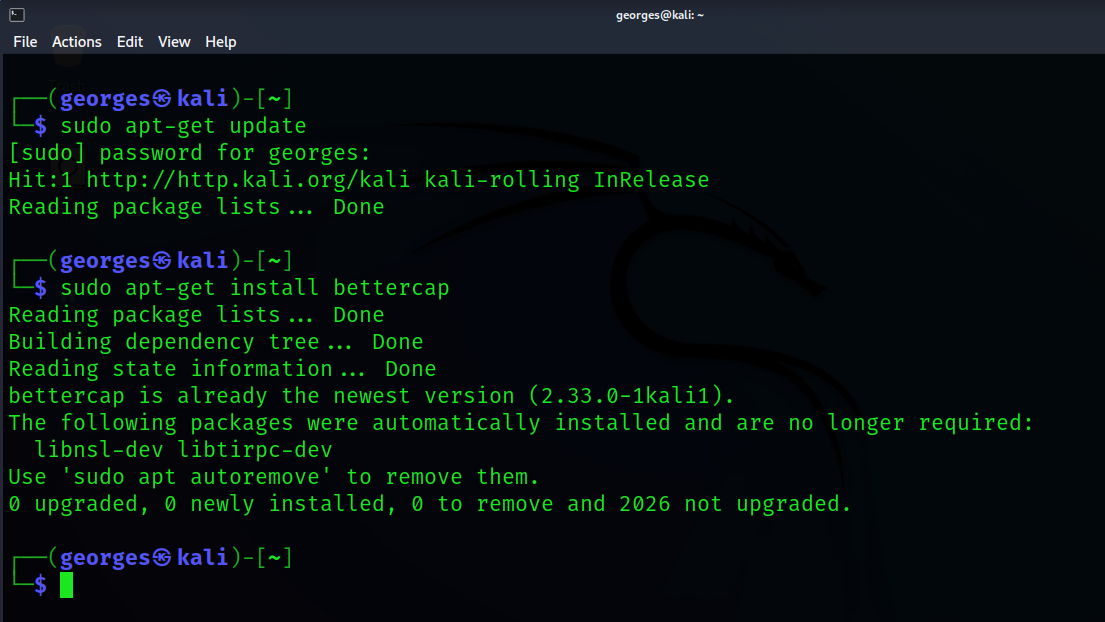 georges@kali: ~
File Actions Edit View Help
┌──(georges㉿kali)-[~]
└─$ sudo apt-get update
[sudo] password for georges:
Hit:1 http://http.kali.org/kali kali-rolling InRelease
Reading package lists... Done
┌──(georges㉿kali)-[~]
└─$ sudo apt-get install bettercap
Reading package lists... Done
Building dependency tree... Done
Reading state information... Done
bettercap is already the newest version (2.33.0-1kali1).
The following packages were automatically installed and are no longer required:
  libnsl-dev libtirpc-dev
Use 'sudo apt autoremove' to remove them.
0 upgraded, 0 newly installed, 0 to remove and 2026 not upgraded.
┌──(georges㉿kali)-[~]
└─$